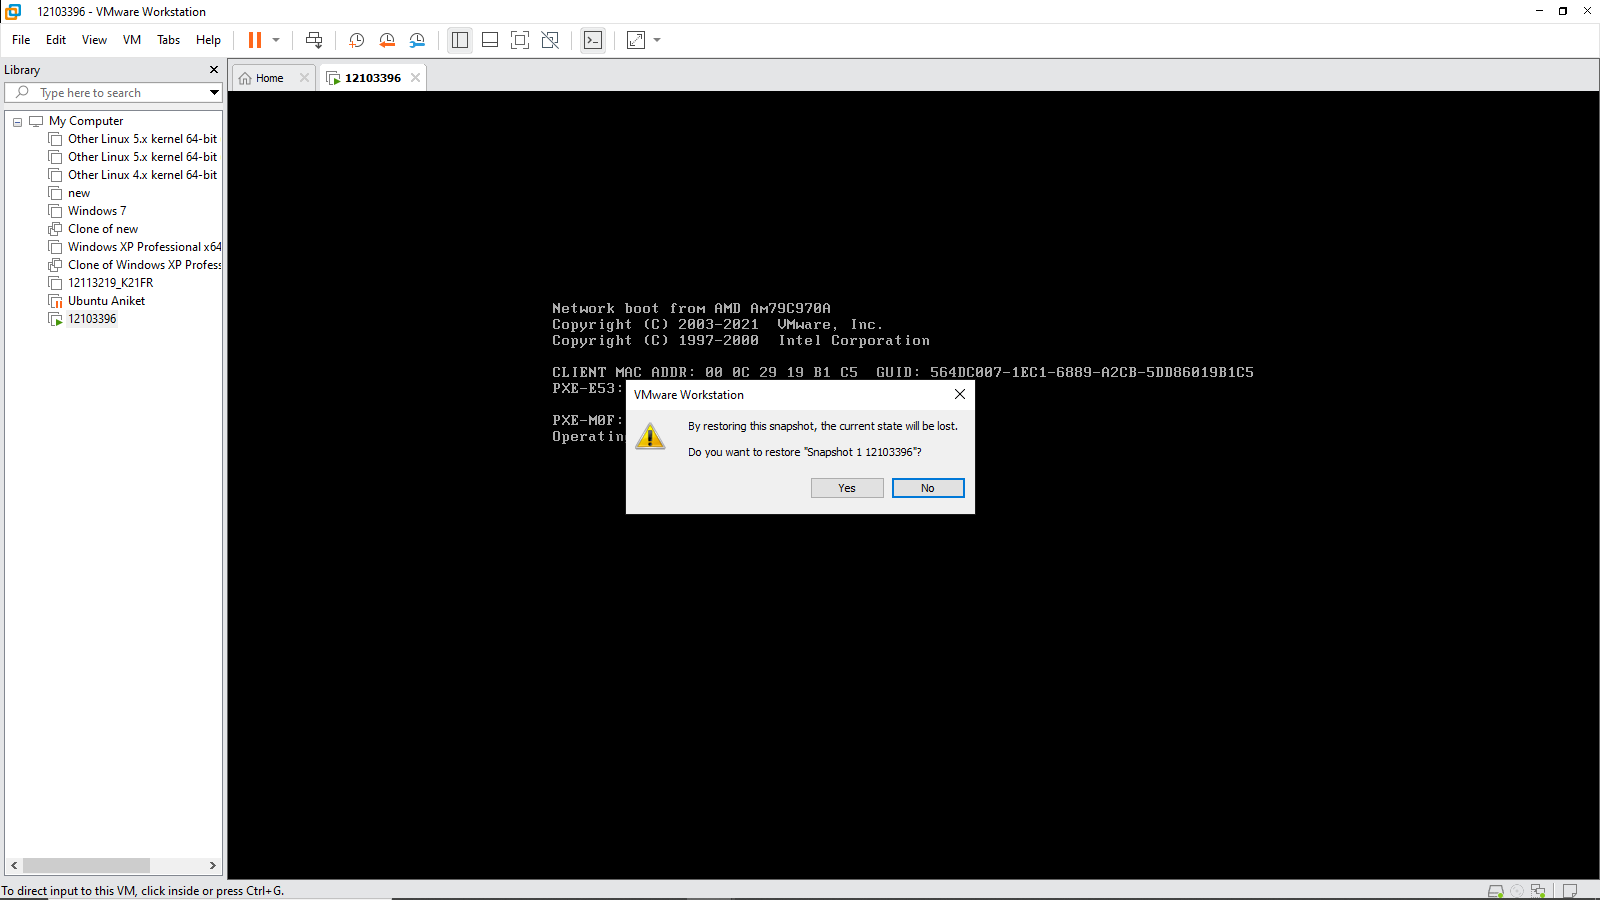 12103396 - VMware Workstation
File Edit View VM Tabs Help
Library
Type here to search
Home
12103396
My Computer
Other Linux 5.x kernel 64-bit
Other Linux 5.x kernel 64-bit
Other Linux 4.x kernel 64-bit
new
Windows 7
Clone of new
Windows XP Professional x64
Clone of Windows XP Profess
12113219_K21FR
Ubuntu Aniket
12103396
Network boot from AMD Am79C970A
Copyright (C) 2003-2021 VMware, Inc.
Copyright (C) 1997-2000 Intel Corporation
CLIENT MAC ADDR: 00 0C 29 19 B1 C5 GUID: 564DC007-1EC1-6889-A2CB-5DD86019B1C5
PXE-E53:
PXE-M0F:
Operatin
VMware Workstation
By restoring this snapshot, the current state will be lost.
Do you want to restore "Snapshot 1 12103396"?
Yes No
To direct input to this VM, click inside or press Ctrl+G.